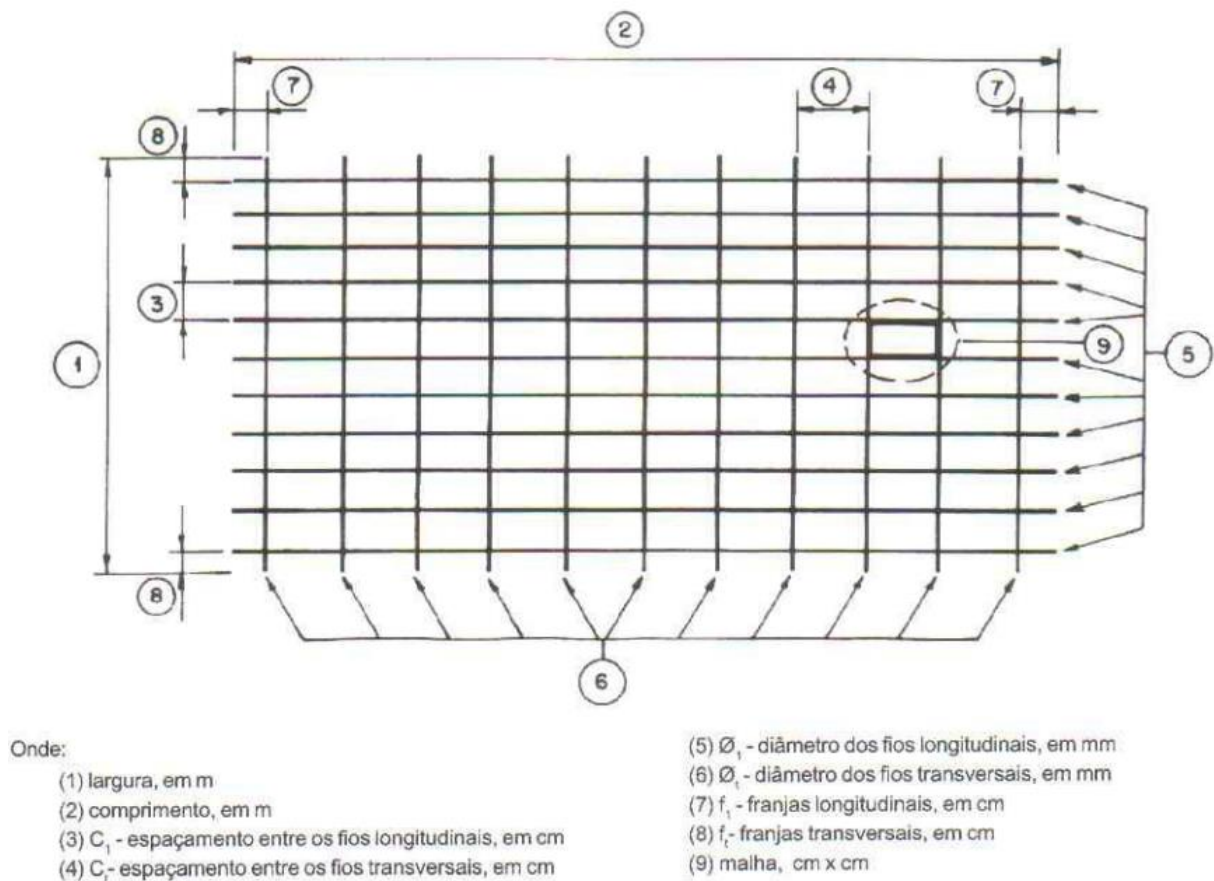 2
7
4
7
8
3
1
9
5
8
6
Onde:
(1) largura, em m
(2) comprimento, em m
(3) C₁ - espaçamento entre os fios longitudinais, em cm
(4) Cₜ- espaçamento entre os fios transversais, em cm
(5) Ø₁ - diâmetro dos fios longitudinais, em mm
(6) Øₜ - diâmetro dos fios transversais, em mm
(7) f₁ - franjas longitudinais, em cm
(8) fₜ- franjas transversais, em cm
(9) malha, cm x cm